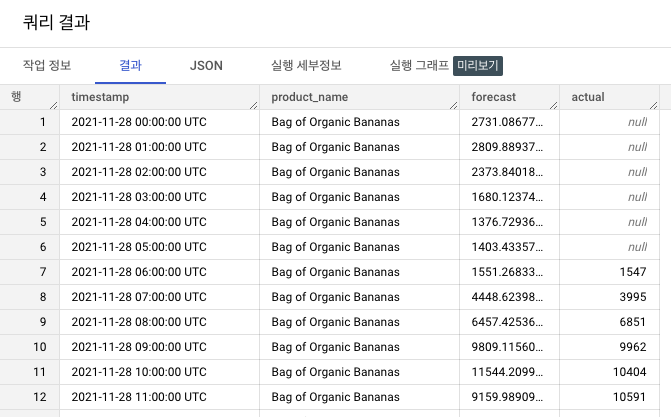 쿼리 결과
작업 정보 결과 JSON 실행 세부정보 실행 그래프 미리보기
행 timestamp product_name forecast actual
1 2021-11-28 00:00:00 UTC Bag of Organic Bananas 2731.08677... null
2 2021-11-28 01:00:00 UTC Bag of Organic Bananas 2809.88937... null
3 2021-11-28 02:00:00 UTC Bag of Organic Bananas 2373.84018... null
4 2021-11-28 03:00:00 UTC Bag of Organic Bananas 1680.12374... null
5 2021-11-28 04:00:00 UTC Bag of Organic Bananas 1376.72936... null
6 2021-11-28 05:00:00 UTC Bag of Organic Bananas 1403.43357... null
7 2021-11-28 06:00:00 UTC Bag of Organic Bananas 1551.26833... 1547
8 2021-11-28 07:00:00 UTC Bag of Organic Bananas 4448.62398... 3995
9 2021-11-28 08:00:00 UTC Bag of Organic Bananas 6457.42536... 6851
10 2021-11-28 09:00:00 UTC Bag of Organic Bananas 9809.11560... 9962
11 2021-11-28 10:00:00 UTC Bag of Organic Bananas 11544.2099... 10404
12 2021-11-28 11:00:00 UTC Bag of Organic Bananas 9159.98909... 10591